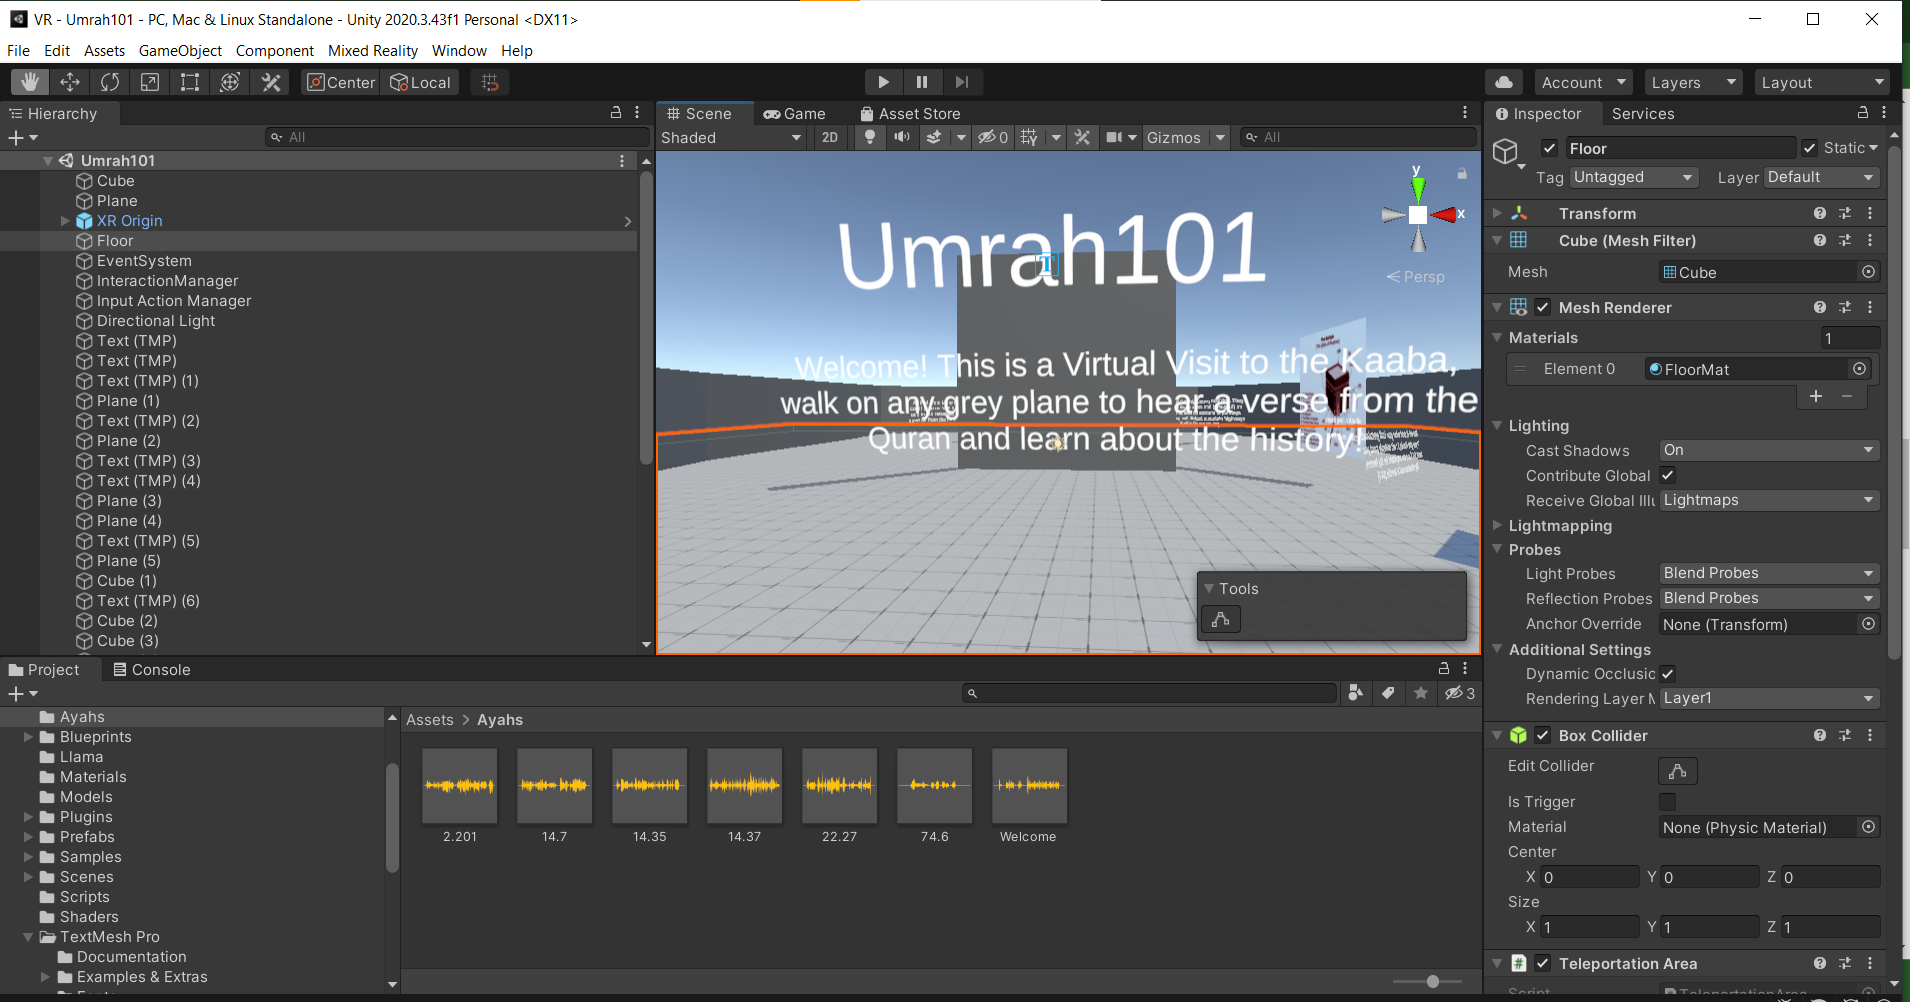 VR - Umrah101 - PC, Mac & Linux Standalone - Unity 2020.3.43f1 Personal <DX11>
File Edit Assets GameObject Component Mixed Reality Window Help
Center Local Account Layers Layout
Hierarchy
All
Umrah101
Cube
Plane
XR Origin
Floor
EventSystem
InteractionManager
Input Action Manager
Directional Light
Text (TMP)
Text (TMP)
Text (TMP) (1)
Plane (1)
Text (TMP) (2)
Plane (2)
Text (TMP) (3)
Text (TMP) (4)
Plane (3)
Plane (4)
Text (TMP) (5)
Plane (5)
Cube (1)
Text (TMP) (6)
Cube (2)
Cube (3)
Scene Game Asset Store
Shaded 2D 0 Gizmos All
y
x
Persp
Umrah101
Welcome! This is a Virtual Visit to the Kaaba,
walk on any grey plane to hear a verse from the
Quran and learn about the history!
Tools
Inspector Services
Floor Static
Tag Untagged Layer Default
Transform
Cube (Mesh Filter)
Mesh Cube
Mesh Renderer
Materials 1
Element 0 FloorMat
Lighting
Cast Shadows On
Contribute Global
Receive Global Illu Lightmaps
Lightmapping
Probes
Light Probes Blend Probes
Reflection Probes Blend Probes
Anchor Override None (Transform)
Additional Settings
Dynamic Occlusic
Rendering Layer M Layer1
Box Collider
Edit Collider
Is Trigger
Material None (Physic Material)
Center
X 0 Y 0 Z 0
Size
X 1 Y 1 Z 1
Teleportation Area
Script TeleportationArea
Project Console
3
Ayahs
Blueprints
Llama
Materials
Models
Plugins
Prefabs
Samples
Scenes
Scripts
Shaders
TextMesh Pro
Documentation
Examples & Extras
Assets > Ayahs
2.201 14.7 14.35 14.37 22.27 74.6 Welcome